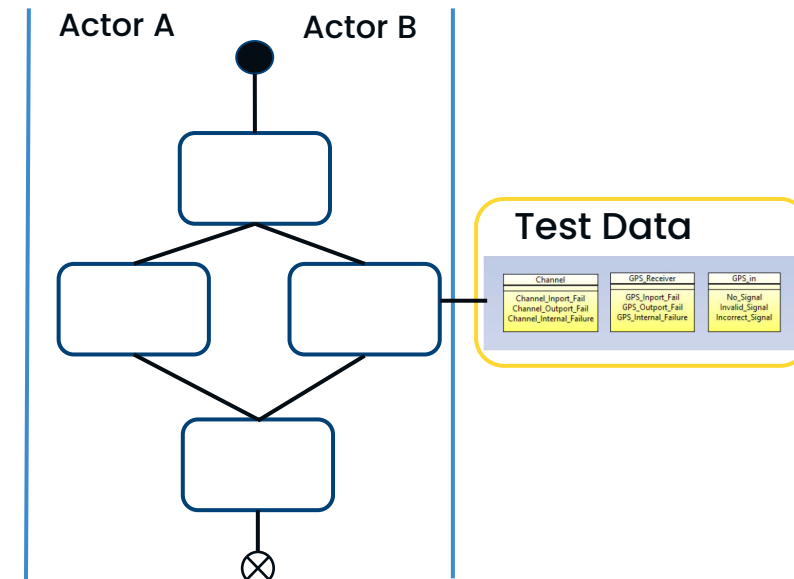 Actor A
Actor B
Test Data
Channel
Channel_Inport_Fail
Channel_Outport_Fail
Channel_Internal_Failure
GPS_Receiver
GPS_Inport_Fail
GPS_Outport_Fail
GPS_Internal_Failure
GPS_in
No_Signal
Invalid_Signal
Incorrect_Signal